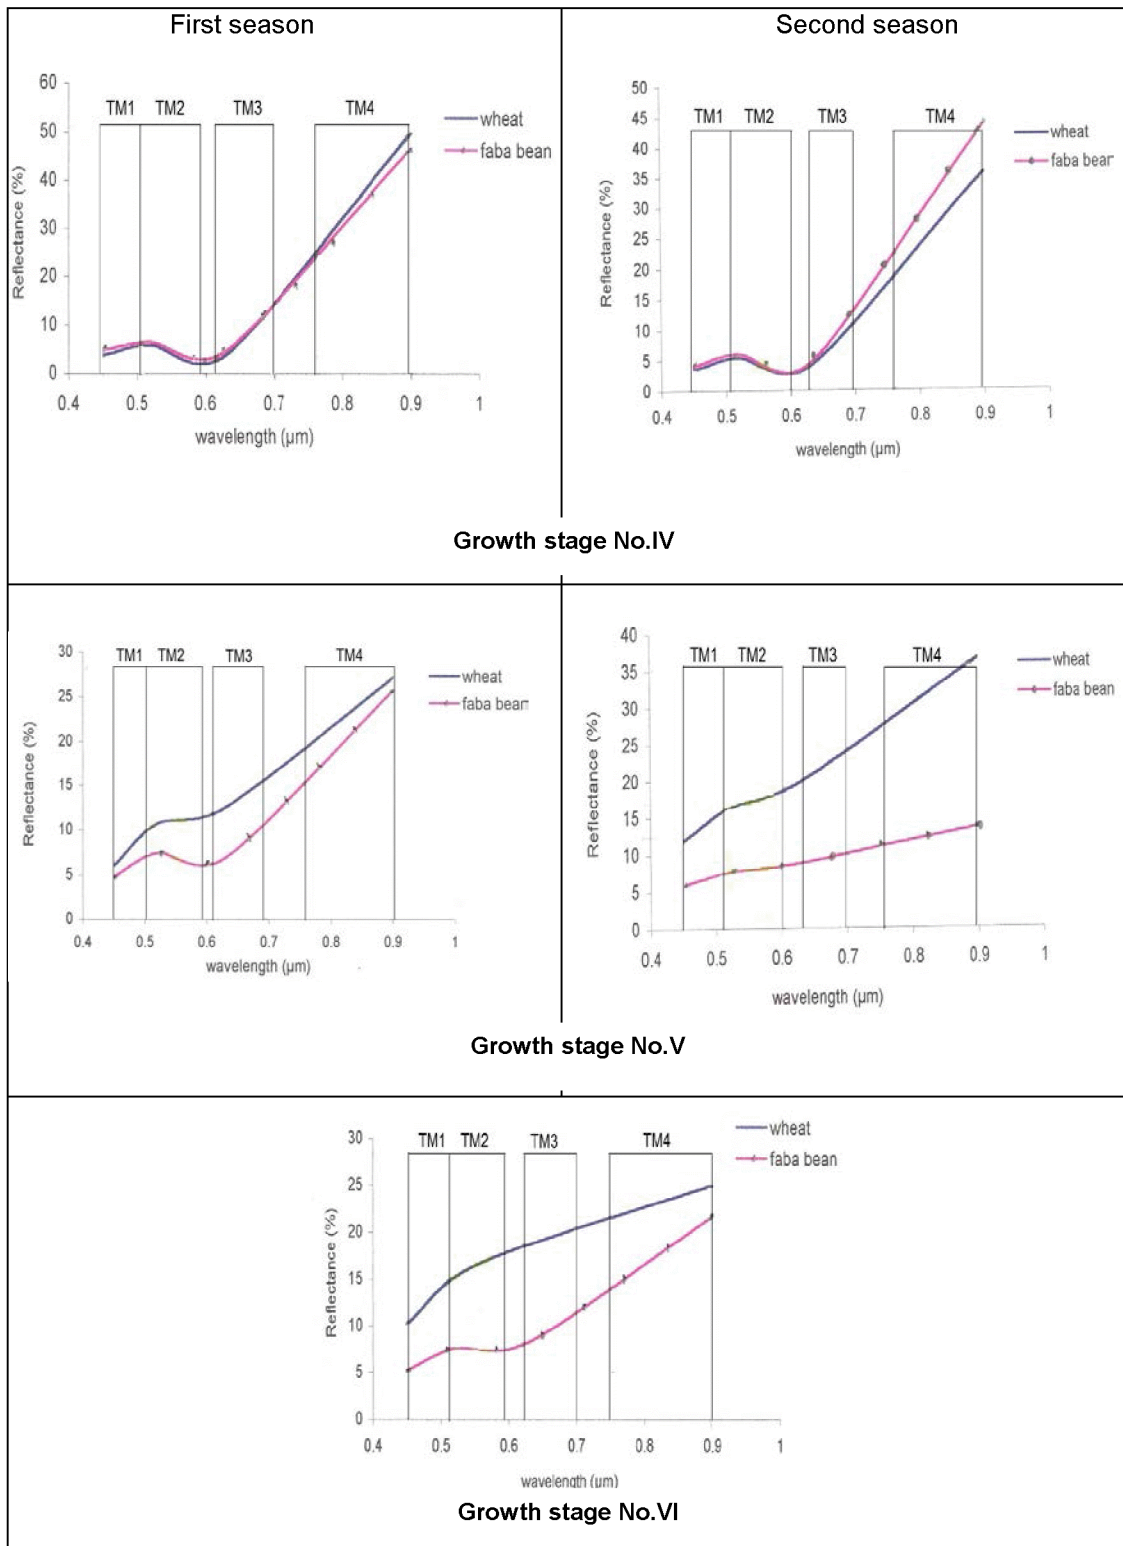 First season
Second season
60
50
40
30
20
10
0
Reflectance (%)
TM1 TM2 TM3 TM4
wheat
faba bean
0.4 0.5 0.6 0.7 0.8 0.9 1
wavelength (µm)
50
45
40
35
30
25
20
15
10
5
0
Reflectance (%)
TM1 TM2 TM3 TM4
wheat
faba bear
0.4 0.5 0.6 0.7 0.8 0.9 1
wavelength (µm)
Growth stage No.IV
30
25
20
15
10
5
0
Reflectance (%)
TM1 TM2 TM3 TM4
wheat
faba bean
0.4 0.5 0.6 0.7 0.8 0.9 1
wavelength (µm)
40
35
30
25
20
15
10
5
0
Reflectance (%)
TM1 TM2 TM3 TM4
wheat
faba bean
0.4 0.5 0.6 0.7 0.8 0.9 1
wavelength (µm)
Growth stage No.V
30
25
20
15
10
5
0
Reflectance (%)
TM1 TM2 TM3 TM4
wheat
faba bean
0.4 0.5 0.6 0.7 0.8 0.9 1
wavelength (µm)
Growth stage No.VI